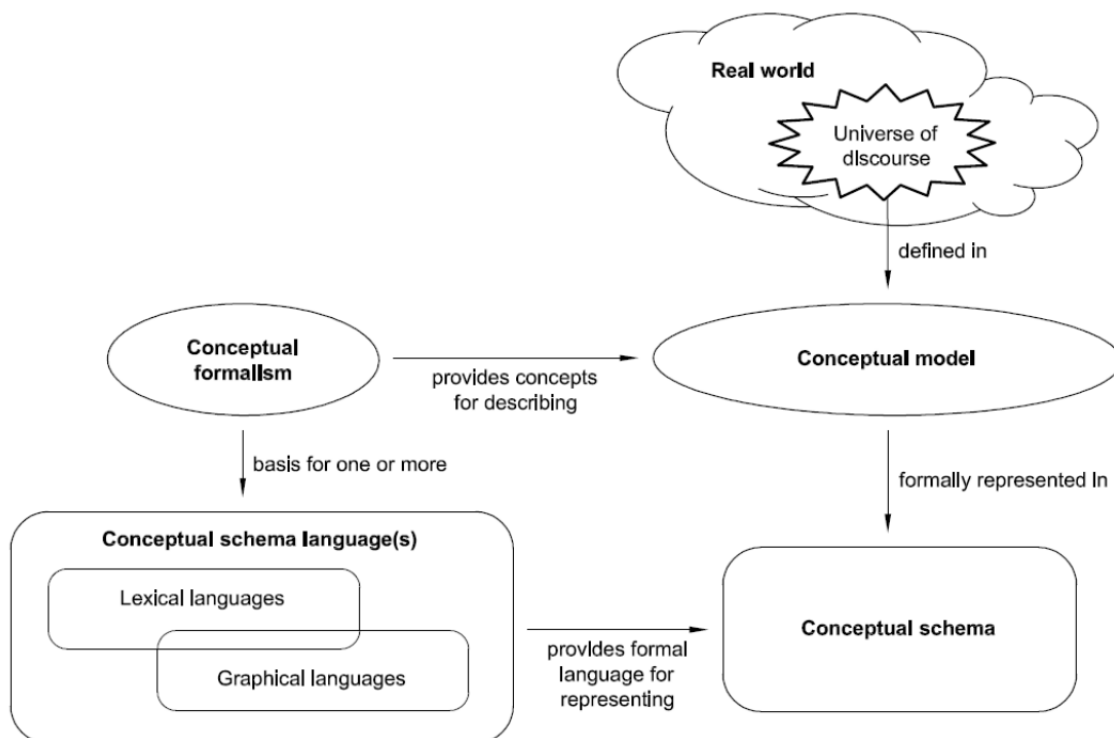 Real world
Universe of
discourse
defined in
Conceptual
formalism
provides concepts
for describing
Conceptual model
basis for one or more
formally represented in
Conceptual schema language(s)
Lexical languages
Graphical languages
provides formal
language for
representing
Conceptual schema